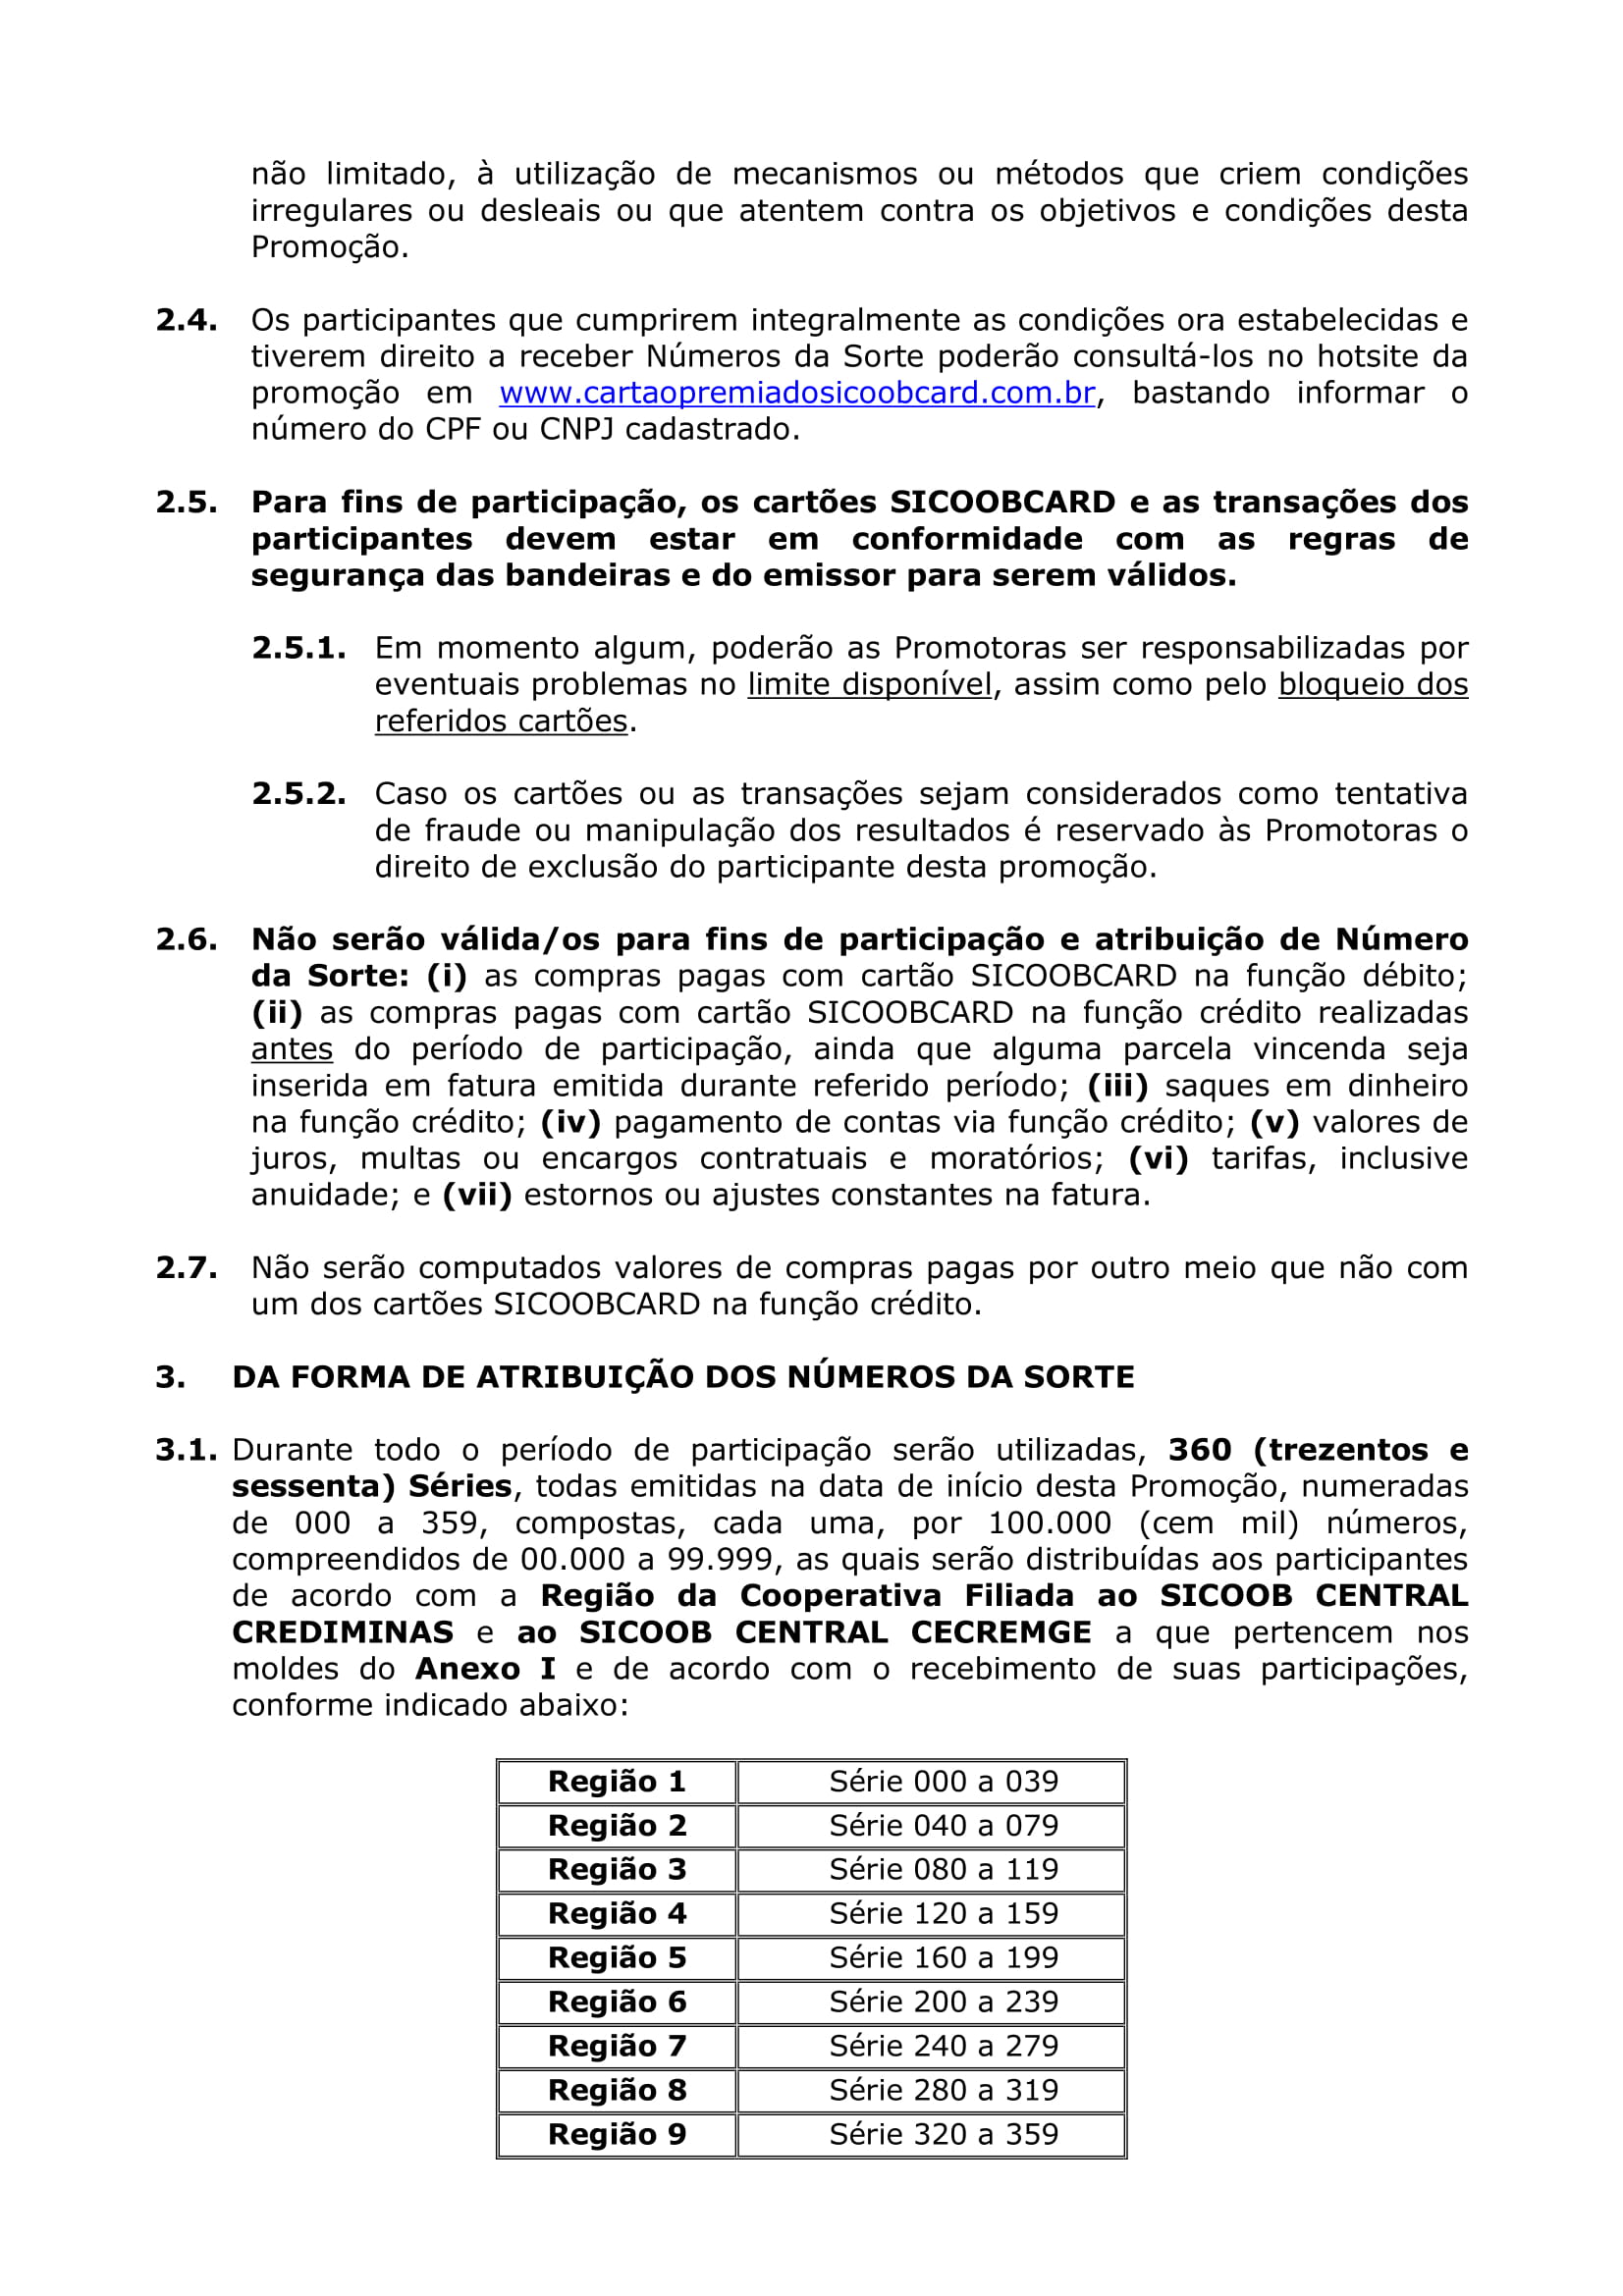 não limitado, à utilização de mecanismos ou métodos que criem condições
irregulares ou desleais ou que atentem contra os objetivos e condições desta
Promoção.
2.4. Os participantes que cumprirem integralmente as condições ora estabelecidas e
tiverem direito a receber Números da Sorte poderão consultá-los no hotsite da
promoção em www.cartaopremiadosicoobcard.com.br, bastando informar o
número do CPF ou CNPJ cadastrado.
2.5. Para fins de participação, os cartões SICOOBCARD e as transações dos
participantes devem estar em conformidade com as regras de
segurança das bandeiras e do emissor para serem válidos.
2.5.1. Em momento algum, poderão as Promotoras ser responsabilizadas por
eventuais problemas no limite disponível, assim como pelo bloqueio dos
referidos cartões.
2.5.2. Caso os cartões ou as transações sejam considerados como tentativa
de fraude ou manipulação dos resultados é reservado às Promotoras o
direito de exclusão do participante desta promoção.
2.6. Não serão válida/os para fins de participação e atribuição de Número
da Sorte: (i) as compras pagas com cartão SICOOBCARD na função débito;
(ii) as compras pagas com cartão SICOOBCARD na função crédito realizadas
antes do período de participação, ainda que alguma parcela vincenda seja
inserida em fatura emitida durante referido período; (iii) saques em dinheiro
na função crédito; (iv) pagamento de contas via função crédito; (v) valores de
juros, multas ou encargos contratuais e moratórios; (vi) tarifas, inclusive
anuidade; e (vii) estornos ou ajustes constantes na fatura.
2.7. Não serão computados valores de compras pagas por outro meio que não com
um dos cartões SICOOBCARD na função crédito.
3. DA FORMA DE ATRIBUIÇÃO DOS NÚMEROS DA SORTE
3.1. Durante todo o período de participação serão utilizadas, 360 (trezentos e
sessenta) Séries, todas emitidas na data de início desta Promoção, numeradas
de 000 a 359, compostas, cada uma, por 100.000 (cem mil) números,
compreendidos de 00.000 a 99.999, as quais serão distribuídas aos participantes
de acordo com a Região da Cooperativa Filiada ao SICOOB CENTRAL
CREDIMINAS e ao SICOOB CENTRAL CECREMGE a que pertencem nos
moldes do Anexo I e de acordo com o recebimento de suas participações,
conforme indicado abaixo:
Região 1 Série 000 a 039
Região 2 Série 040 a 079
Região 3 Série 080 a 119
Região 4 Série 120 a 159
Região 5 Série 160 a 199
Região 6 Série 200 a 239
Região 7 Série 240 a 279
Região 8 Série 280 a 319
Região 9 Série 320 a 359